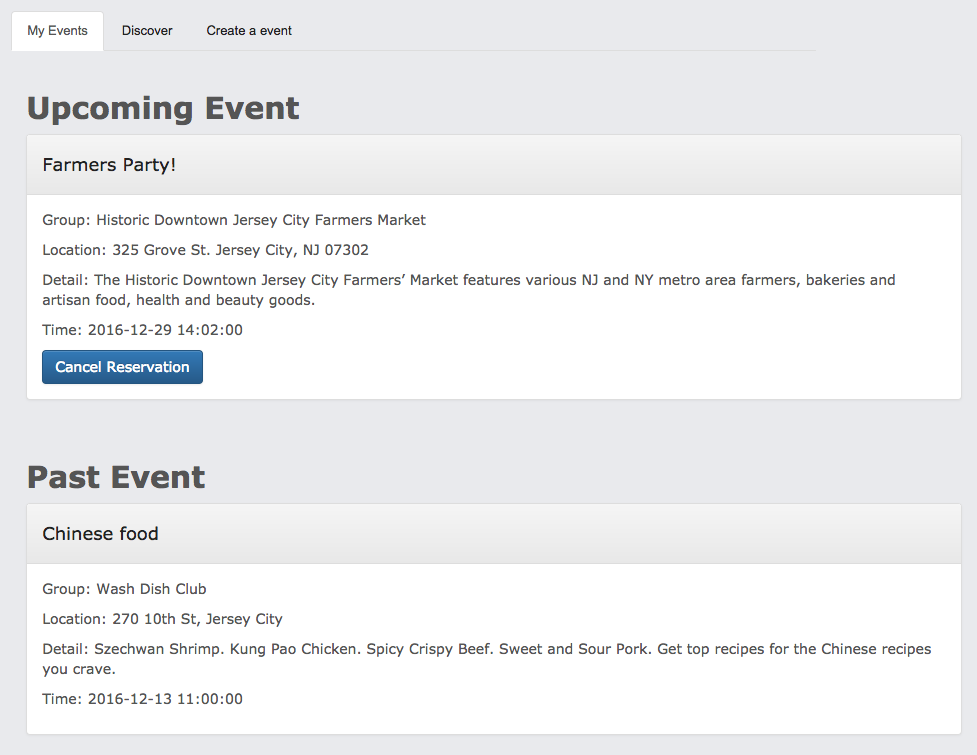 My Events Discover Create a event
Upcoming Event
Farmers Party!
Group: Historic Downtown Jersey City Farmers Market
Location: 325 Grove St. Jersey City, NJ 07302
Detail: The Historic Downtown Jersey City Farmers’ Market features various NJ and NY metro area farmers, bakeries and
artisan food, health and beauty goods.
Time: 2016-12-29 14:02:00
Cancel Reservation
Past Event
Chinese food
Group: Wash Dish Club
Location: 270 10th St, Jersey City
Detail: Szechwan Shrimp. Kung Pao Chicken. Spicy Crispy Beef. Sweet and Sour Pork. Get top recipes for the Chinese recipes
you crave.
Time: 2016-12-13 11:00:00